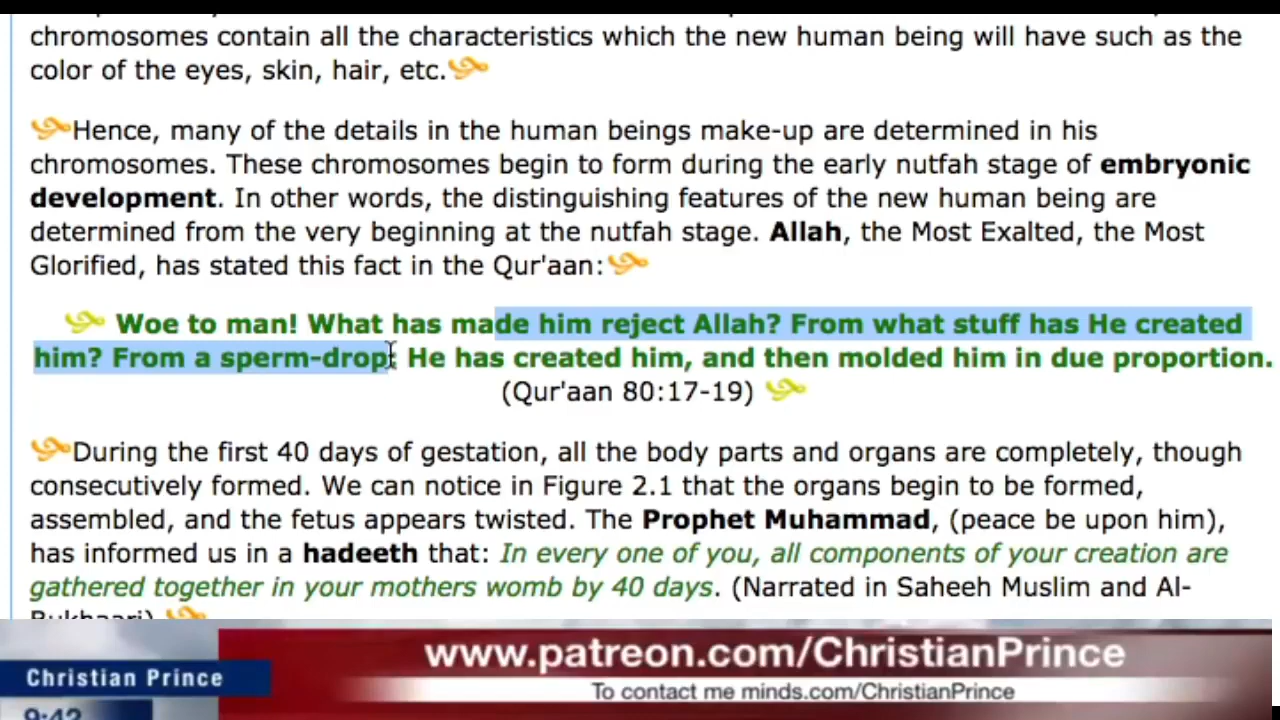 chromosomes contain all the characteristics which the new human being will have such as the
color of the eyes, skin, hair, etc.
Hence, many of the details in the human beings make-up are determined in his
chromosomes. These chromosomes begin to form during the early nutfah stage of embryonic
development. In other words, the distinguishing features of the new human being are
determined from the very beginning at the nutfah stage. Allah, the Most Exalted, the Most
Glorified, has stated this fact in the Qur'aan:
Woe to man! What has made him reject Allah? From what stuff has He created
him? From a sperm-drop: He has created him, and then molded him in due proportion.
(Qur'aan 80:17-19)
During the first 40 days of gestation, all the body parts and organs are completely, though
consecutively formed. We can notice in Figure 2.1 that the organs begin to be formed,
assembled, and the fetus appears twisted. The Prophet Muhammad, (peace be upon him),
has informed us in a hadeeth that: In every one of you, all components of your creation are
gathered together in your mothers womb by 40 days. (Narrated in Saheeh Muslim and Al-
Bukhaari)
www.patreon.com/ChristianPrince
Christian Prince
To contact me minds.com/ChristianPrince
9:42